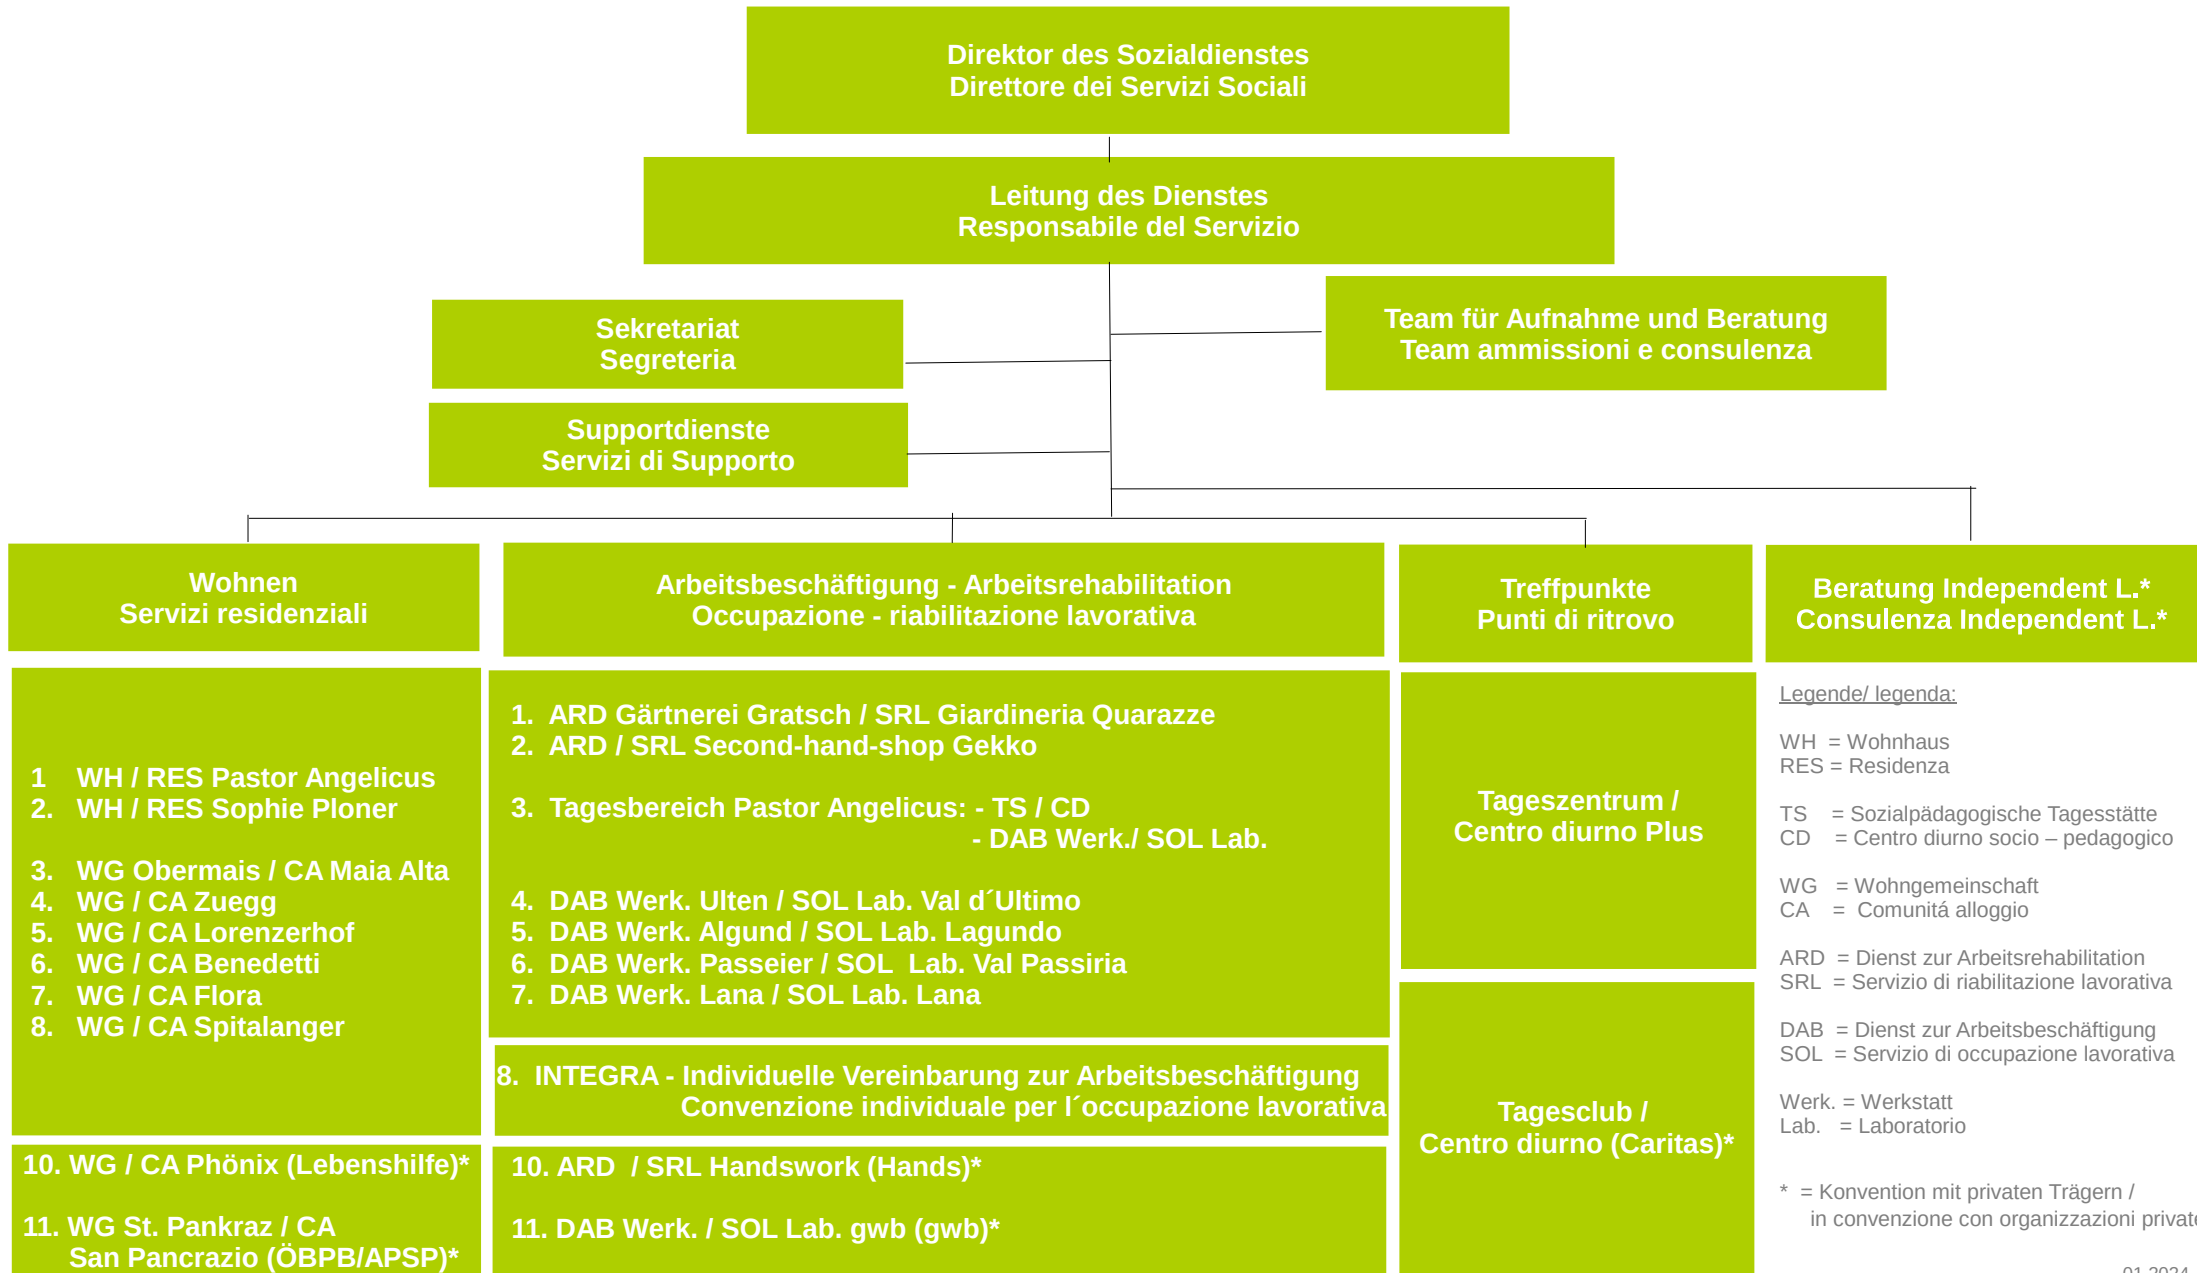 Direktor des Sozialdienstes
Direttore dei Servizi Sociali
Leitung des Dienstes
Responsabile del Servizio
Sekretariat
Segreteria
Team für Aufnahme und Beratung
Team ammissioni e consulenza
Supportdienste
Servizi di Supporto
Wohnen
Servizi residenziali
Arbeitsbeschäftigung - Arbeitsrehabilitation
Occupazione - riabilitazione lavorativa
Treffpunkte
Punti di ritrovo
Beratung Independent L.*
Consulenza Independent L.*
1 WH / RES Pastor Angelicus
2. WH / RES Sophie Ploner
3. WG Obermais / CA Maia Alta
4. WG / CA Zuegg
5. WG / CA Lorenzerhof
6. WG / CA Benedetti
7. WG / CA Flora
8. WG / CA Spitalanger
10. WG / CA Phönix (Lebenshilfe)*
11. WG St. Pankraz / CA
San Pancrazio (ÖBPB/APSP)*
1. ARD Gärtnerei Gratsch / SRL Giardineria Quarazze
2. ARD / SRL Second-hand-shop Gekko
3. Tagesbereich Pastor Angelicus: - TS / CD
- DAB Werk./ SOL Lab.
4. DAB Werk. Ulten / SOL Lab. Val d´Ultimo
5. DAB Werk. Algund / SOL Lab. Lagundo
6. DAB Werk. Passeier / SOL Lab. Val Passiria
7. DAB Werk. Lana / SOL Lab. Lana
8. INTEGRA - Individuelle Vereinbarung zur Arbeitsbeschäftigung
Convenzione individuale per l´occupazione lavorativa
10. ARD / SRL Handswork (Hands)*
11. DAB Werk. / SOL Lab. gwb (gwb)*
Tageszentrum /
Centro diurno Plus
Tagesclub /
Centro diurno (Caritas)*
Legende/ legenda:
WH = Wohnhaus
RES = Residenza
TS = Sozialpädagogische Tagesstätte
CD = Centro diurno socio – pedagogico
WG = Wohngemeinschaft
CA = Comunitá alloggio
ARD = Dienst zur Arbeitsrehabilitation
SRL = Servizio di riabilitazione lavorativa
DAB = Dienst zur Arbeitsbeschäftigung
SOL = Servizio di occupazione lavorativa
Werk. = Werkstatt
Lab. = Laboratorio
* = Konvention mit privaten Trägern /
in convenzione con organizzazioni private